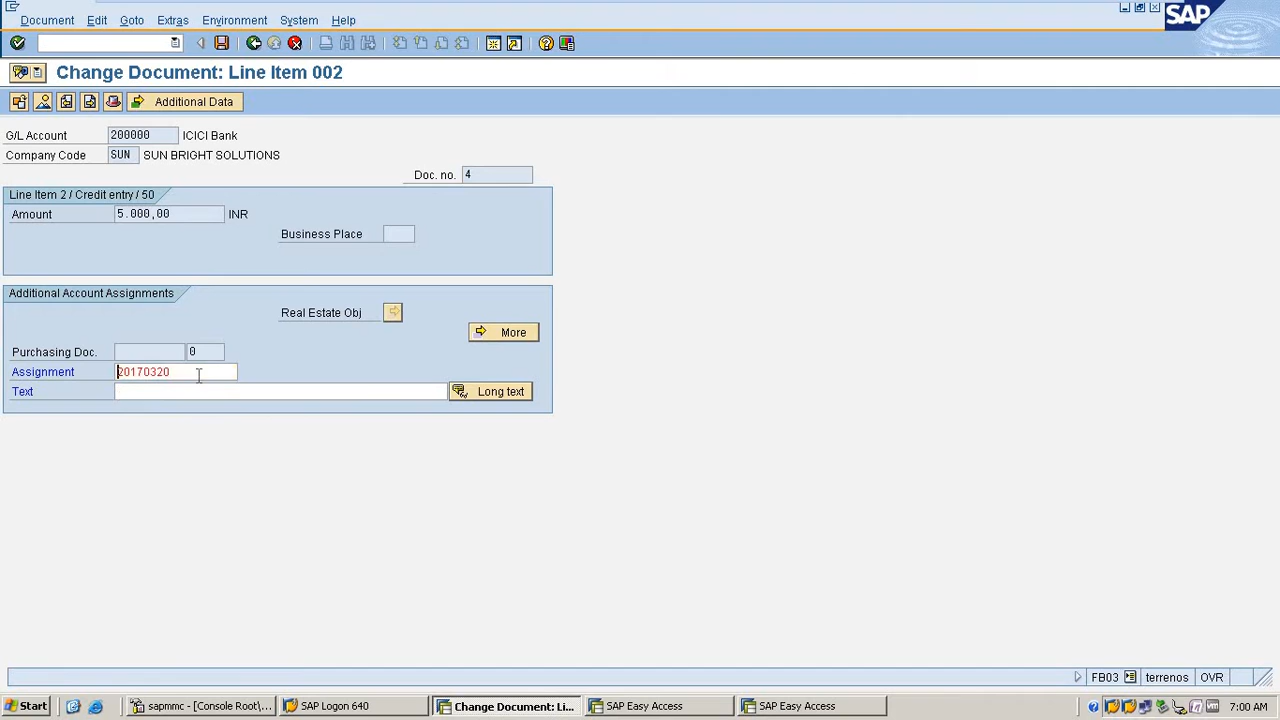 Document Edit Goto Extras Environment System Help
SAP
Change Document: Line Item 002
Additional Data
G/L Account 200000 ICICI Bank
Company Code SUN SUN BRIGHT SOLUTIONS
Doc. no. 4
Line Item 2 / Credit entry / 50
Amount 5.000,00 INR
Business Place
Additional Account Assignments
Real Estate Obj
More
Purchasing Doc. 0
Assignment 20170320
Text Long text
FB03 terrenos OVR
Start sapmmc - [Console Root\... SAP Logon 640 Change Document: Li... SAP Easy Access SAP Easy Access 7:00 AM